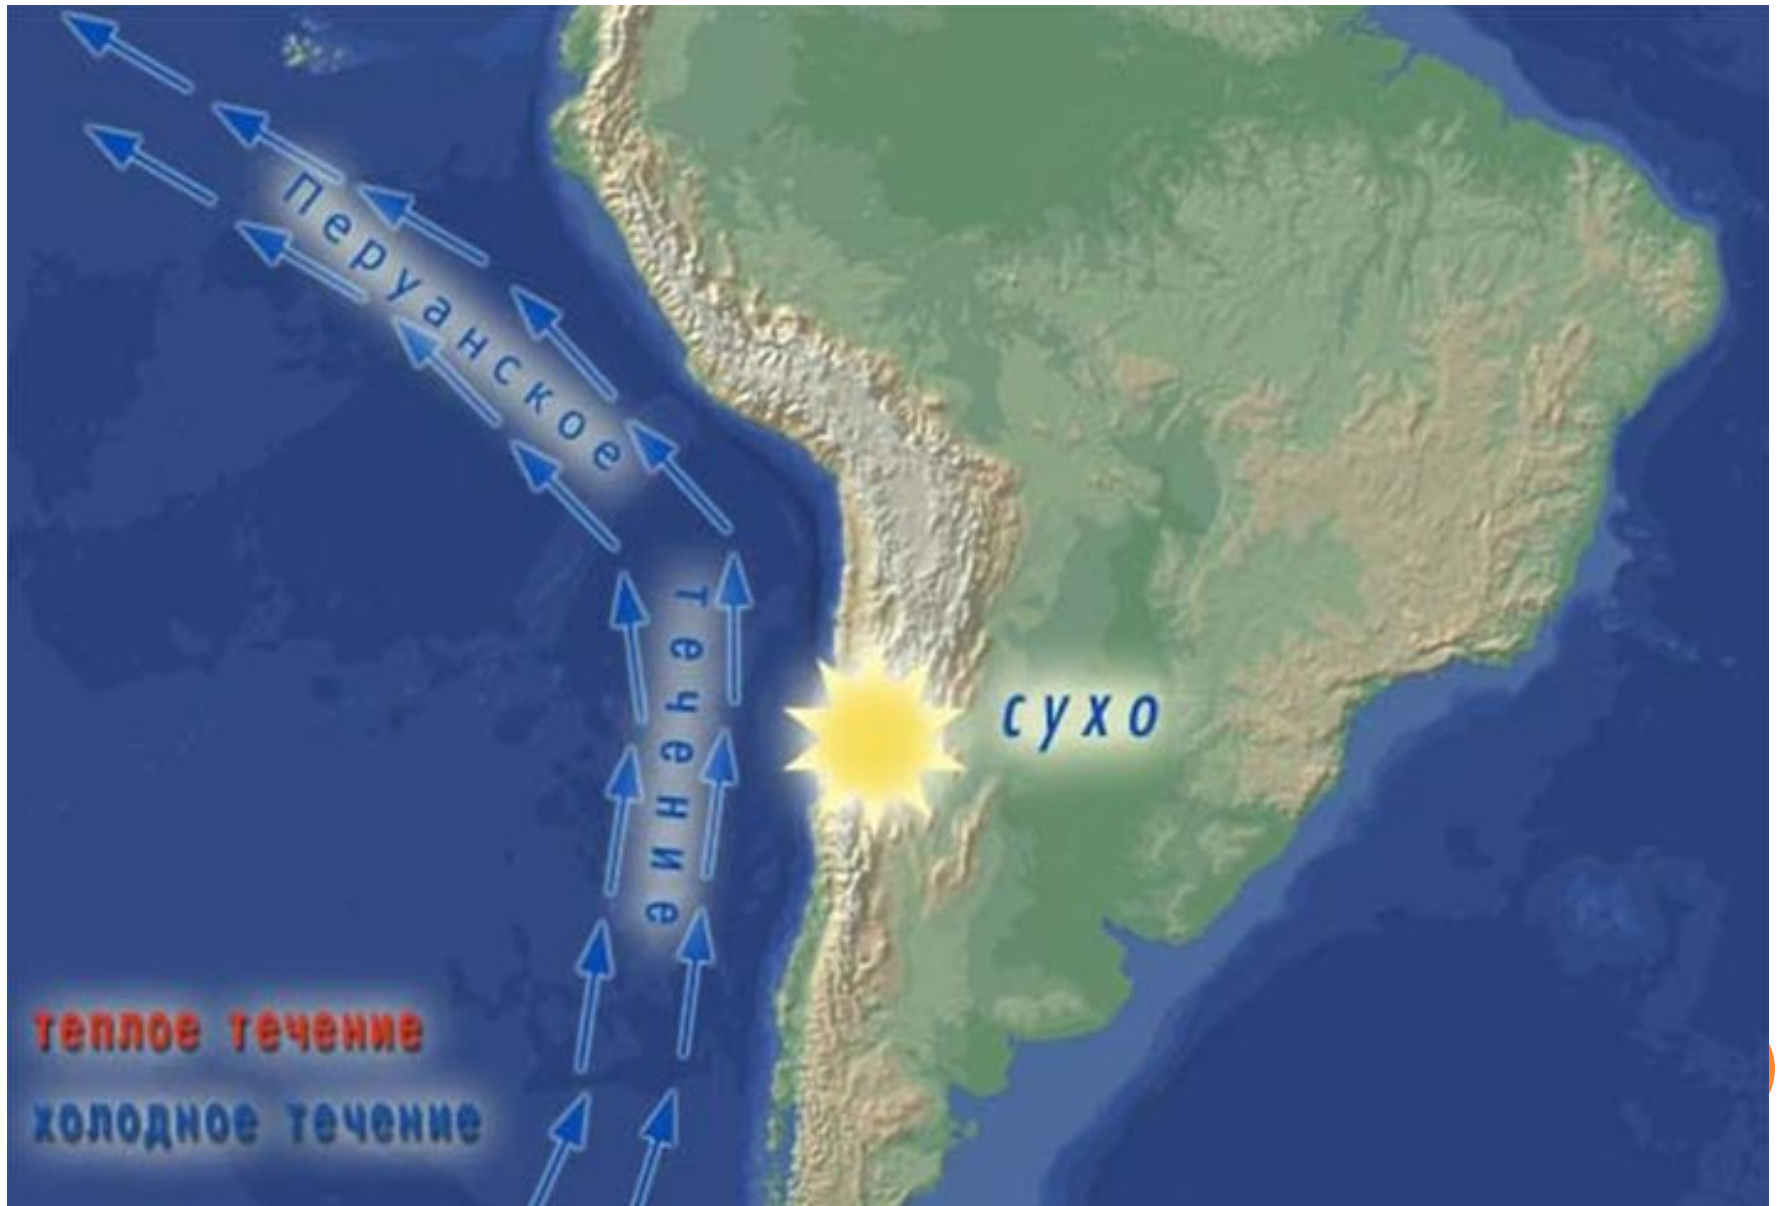 Перуанское
течение
сухо
теплое течение
холодное течение